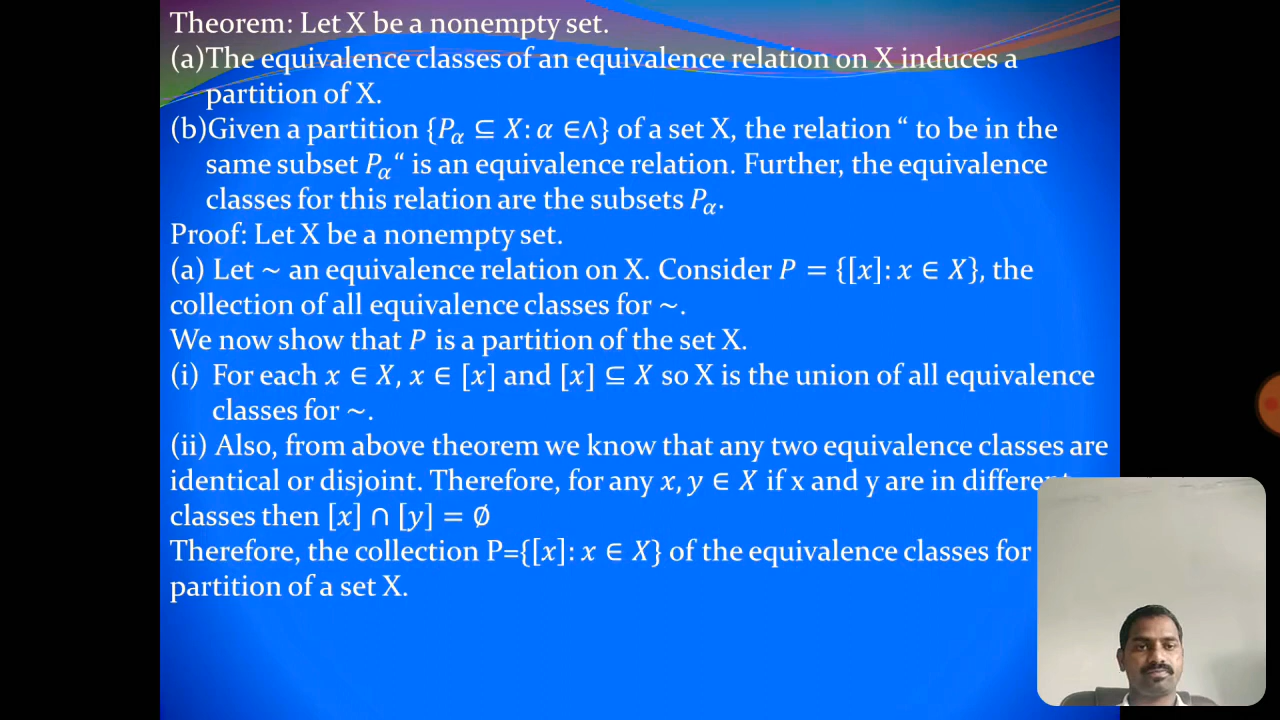 Theorem: Let X be a nonempty set.
(a)The equivalence classes of an equivalence relation on X induces a
partition of X.
(b)Given a partition {𝑃𝛼 ⊆ 𝑋: 𝛼 ∈∧} of a set X, the relation “ to be in the
same subset 𝑃𝛼“ is an equivalence relation. Further, the equivalence
classes for this relation are the subsets 𝑃𝛼.
Proof: Let X be a nonempty set.
(a) Let ~ an equivalence relation on X. Consider 𝑃 = {[𝑥]: 𝑥 ∈ 𝑋}, the
collection of all equivalence classes for ~.
We now show that 𝑃 is a partition of the set X.
(i) For each 𝑥 ∈ 𝑋, 𝑥 ∈ [𝑥] and [𝑥] ⊆ 𝑋 so X is the union of all equivalence
classes for ~.
(ii) Also, from above theorem we know that any two equivalence classes are
identical or disjoint. Therefore, for any 𝑥, 𝑦 ∈ 𝑋 if x and y are in different
classes then [𝑥] ∩ [𝑦] = ∅
Therefore, the collection P={[𝑥]: 𝑥 ∈ 𝑋} of the equivalence classes for
partition of a set X.